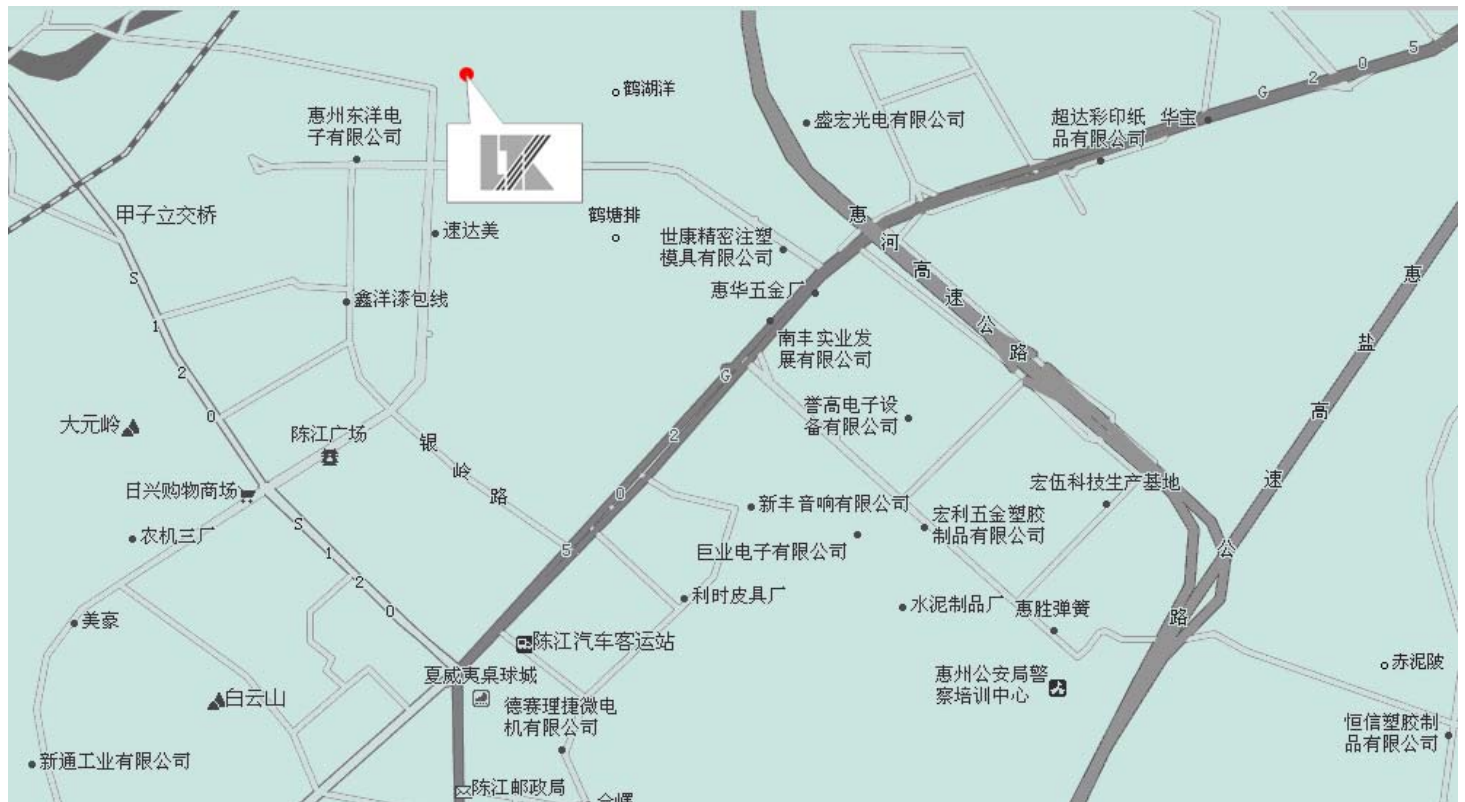 G205
鹤湖洋
惠州东洋电
子有限公司
盛宏光电有限公司
超达彩印纸
品有限公司
华宝
LTK
甲子立交桥
速达美
鹤塘排
世康精密注塑
模具有限公司
惠河高速公路
惠盐高速公路
S120
鑫洋漆包线
惠华五金厂
南丰实业发
展有限公司
G205
大元岭
陈江广场
银岭路
誉高电子设
备有限公司
日兴购物商场
宏伍科技生产基地
新丰音响有限公司
宏利五金塑胶
制品有限公司
农机三厂
S120
巨业电子有限公司
美豪
利时皮具厂
水泥制品厂
惠胜弹簧
陈江汽车客运站
夏威夷桌球城
赤泥陂
惠州公安局警
察培训中心
白云山
德赛理捷微电
机有限公司
恒信塑胶制
品有限公司
新通工业有限公司
陈江邮政局